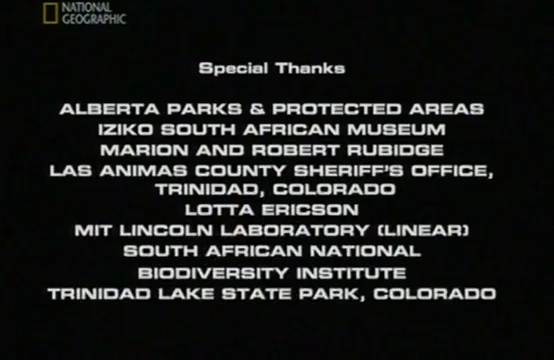 NATIONAL
GEOGRAPHIC
Special Thanks
ALBERTA PARKS & PROTECTED AREAS
IZIKO SOUTH AFRICAN MUSEUM
MARION AND ROBERT RUBIDGE
LAS ANIMAS COUNTY SHERIFF'S OFFICE,
TRINIDAD, COLORADO
LOTTA ERICSON
MIT LINCOLN LABORATORY (LINEAR)
SOUTH AFRICAN NATIONAL
BIODIVERSITY INSTITUTE
TRINIDAD LAKE STATE PARK, COLORADO